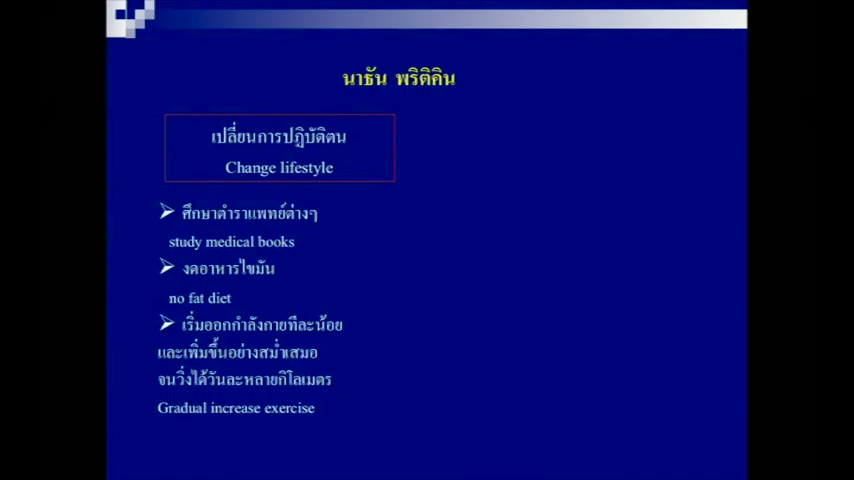 นาธัน พริติคิน
เปลี่ยนการปฏิบัติตน
Change lifestyle
➢ ศึกษาตำราแพทย์ต่างๆ
study medical books
➢ งดอาหารไขมัน
no fat diet
➢ เริ่มออกกำลังกายทีละน้อย
และเพิ่มขึ้นอย่างสม่ำเสมอ
จนวิ่งได้วันละหลายกิโลเมตร
Gradual increase exercise